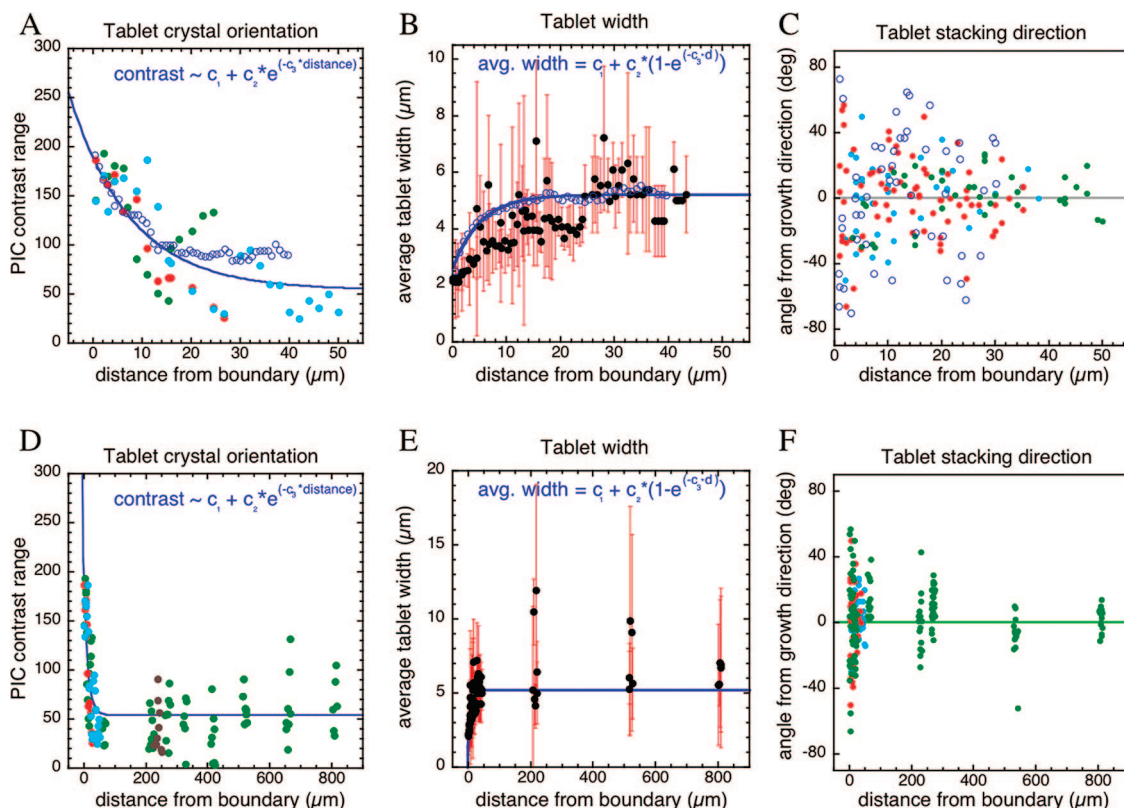 A
Tablet crystal orientation
300
250
200
150
100
50
0
PIC contrast range
contrast ~ c1 + c2*e(-c3*distance)
0 10 20 30 40 50
distance from boundary (µm)
B
Tablet width
10
8
6
4
2
0
average tablet width (µm)
avg. width = c1 + c2*(1-e(-c3·d))
0 10 20 30 40 50
distance from boundary (µm)
C
Tablet stacking direction
80
40
0
-40
-80
angle from growth direction (deg)
0 10 20 30 40 50
distance from boundary (µm)
D
Tablet crystal orientation
300
250
200
150
100
50
0
PIC contrast range
contrast ~ c1 + c2*e(-c3*distance)
0 200 400 600 800
distance from boundary (µm)
E
Tablet width
20
15
10
5
0
average tablet width (µm)
avg. width = c1 + c2*(1-e(-c3·d))
0 200 400 600 800
distance from boundary (µm)
F
Tablet stacking direction
80
40
0
-40
-80
angle from growth direction (deg)
0 200 400 600 800
distance from boundary (µm)